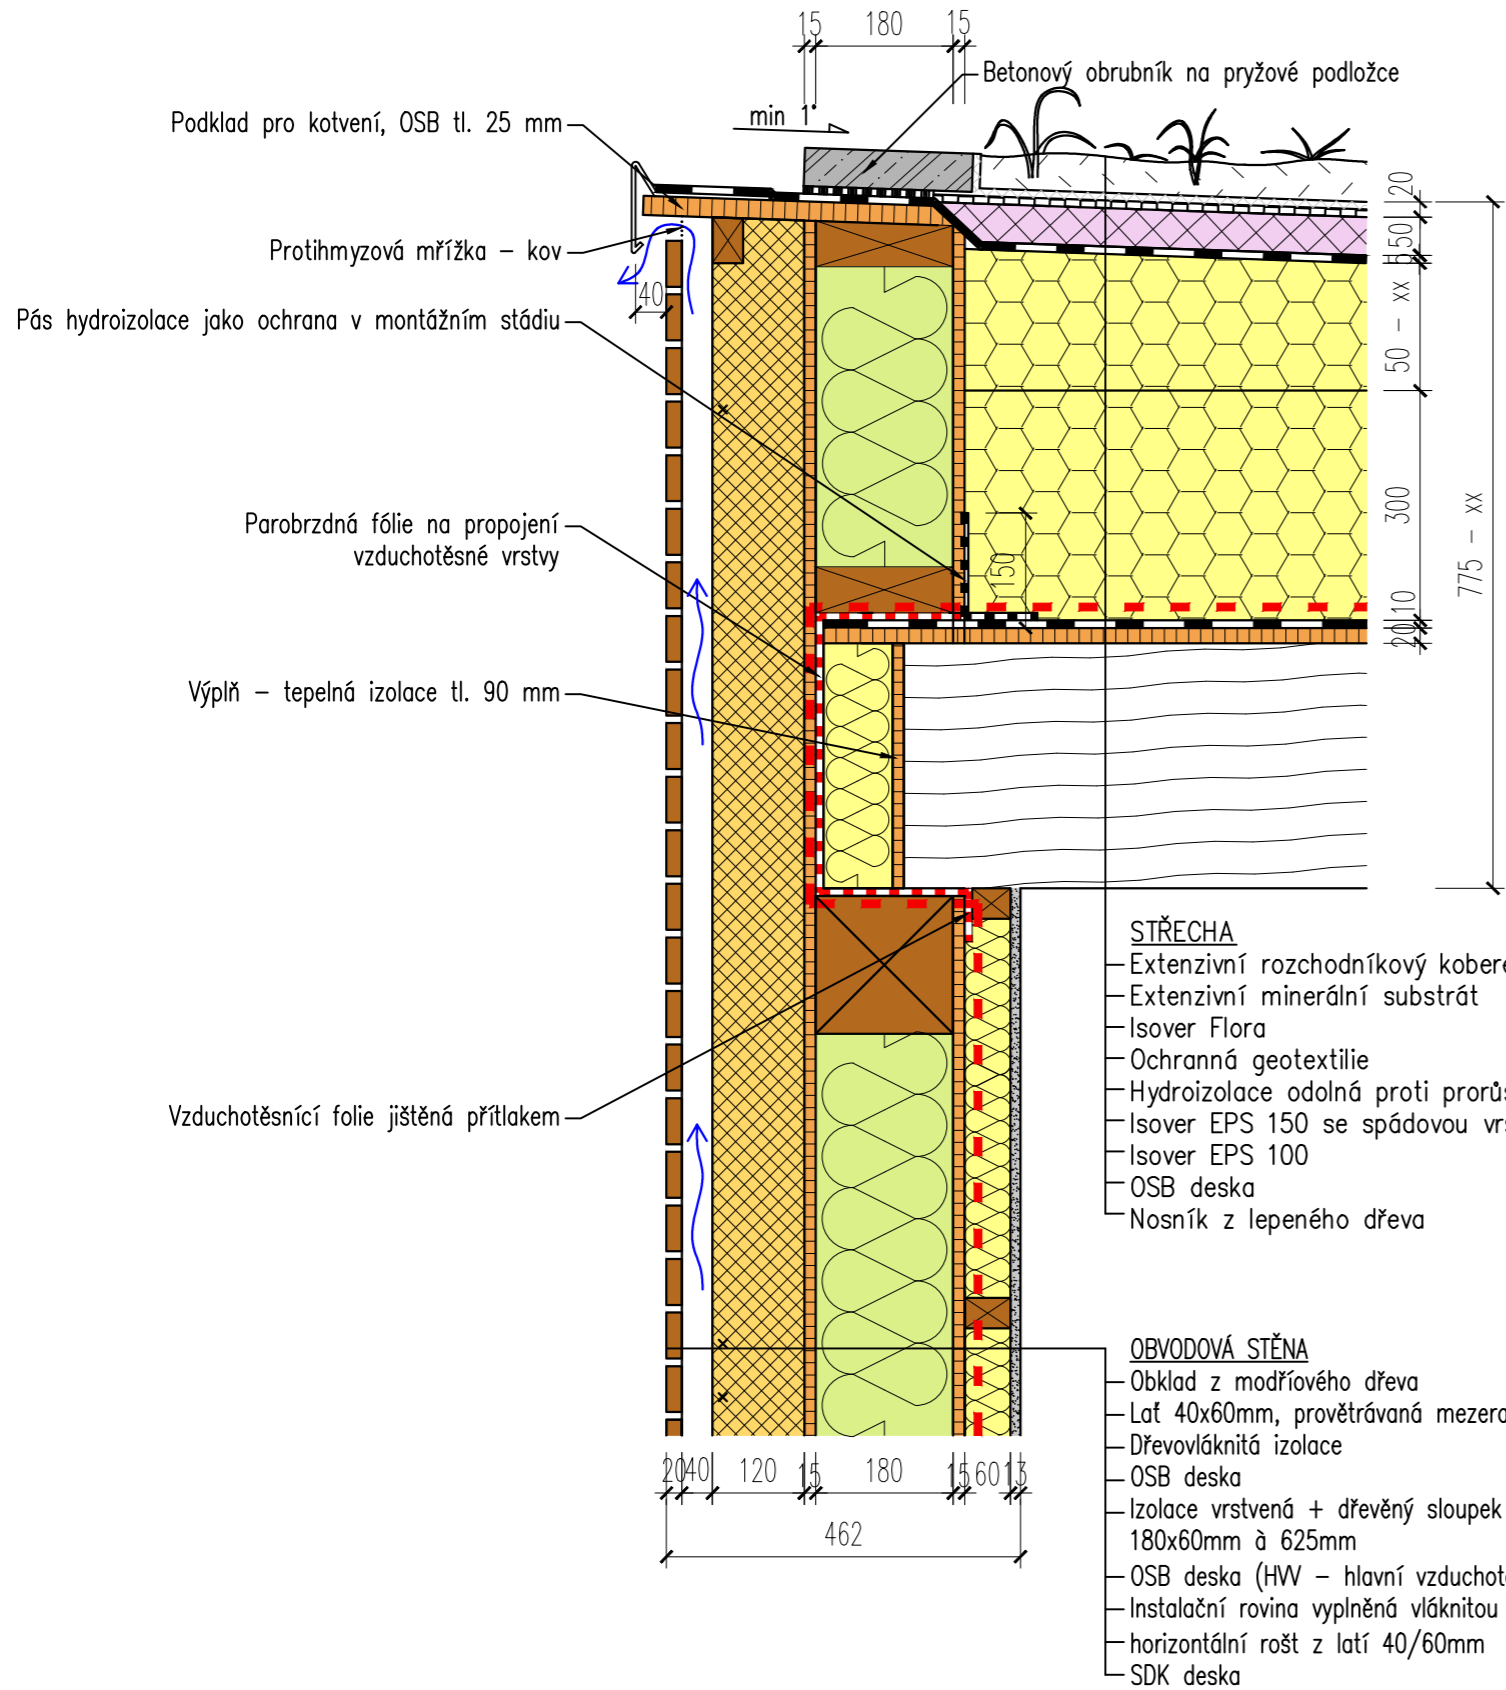 15 180 15
Betonový obrubník na pryžové podložce
Podklad pro kotvení, OSB tl. 25 mm
min 1°
20
Protihmyzová mřížka – kov
50
5
40
Pás hydroizolace jako ochrana v montážním stádiu
50 – xx
Parobrzdná fólie na propojení
vzduchotěsné vrstvy
300
150
775 – xx
10
20
Výplň – tepelná izolace tl. 90 mm
Vzduchotěsnící folie jištěná přítlakem
STŘECHA
Extenzivní rozchodníkový kobere
Extenzivní minerální substrát
Isover Flora
Ochranná geotextilie
Hydroizolace odolná proti prorůs
Isover EPS 150 se spádovou vrs
Isover EPS 100
OSB deska
Nosník z lepeného dřeva
OBVODOVÁ STĚNA
Obklad z modříového dřeva
Lať 40x60mm, provětrávaná mezera
Dřevovláknitá izolace
OSB deska
Izolace vrstvená + dřevěný sloupek
180x60mm à 625mm
OSB deska (HVV – hlavní vzduchot
Instalační rovina vyplněná vláknitou
horizontální rošt z latí 40/60mm
SDK deska
20 40 120 15 180 15 60 13
462